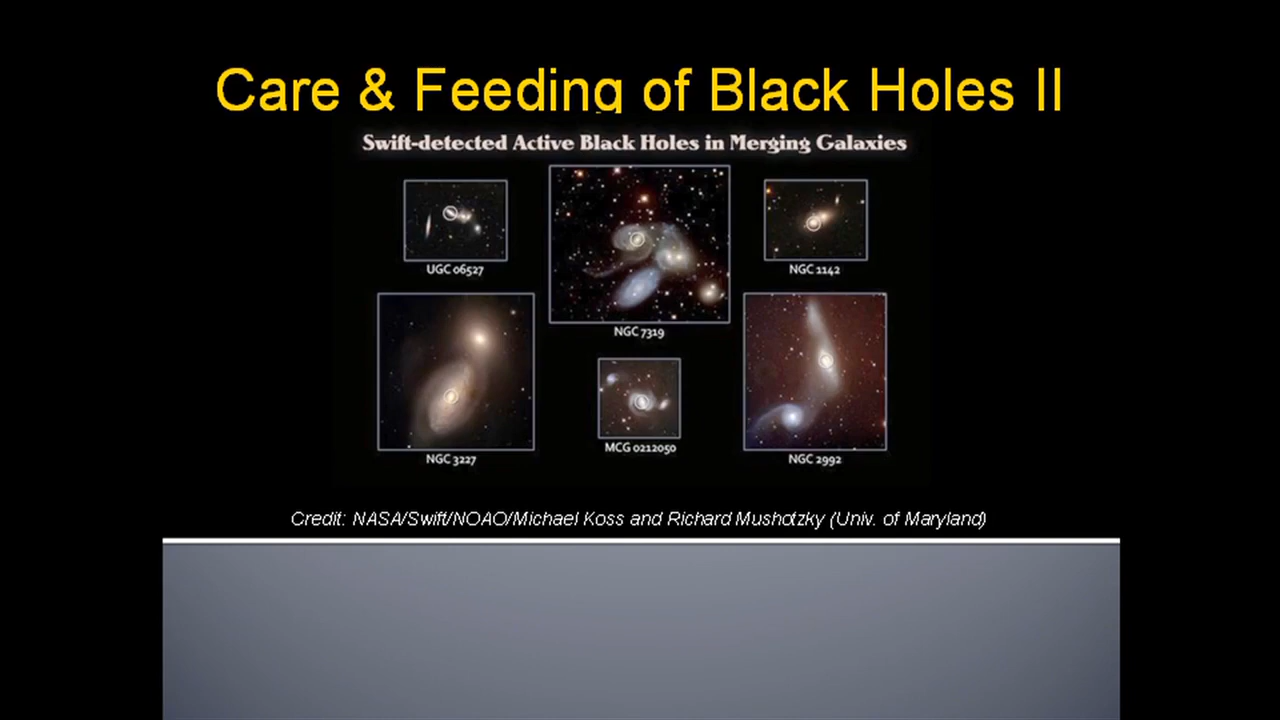 Care & Feeding of Black Holes II
Swift-detected Active Black Holes in Merging Galaxies
UGC 06527
NGC 7319
NGC 1142
NGC 3227
MCG 0212050
NGC 2992
Credit: NASA/Swift/NOAO/Michael Koss and Richard Mushotzky (Univ. of Maryland)